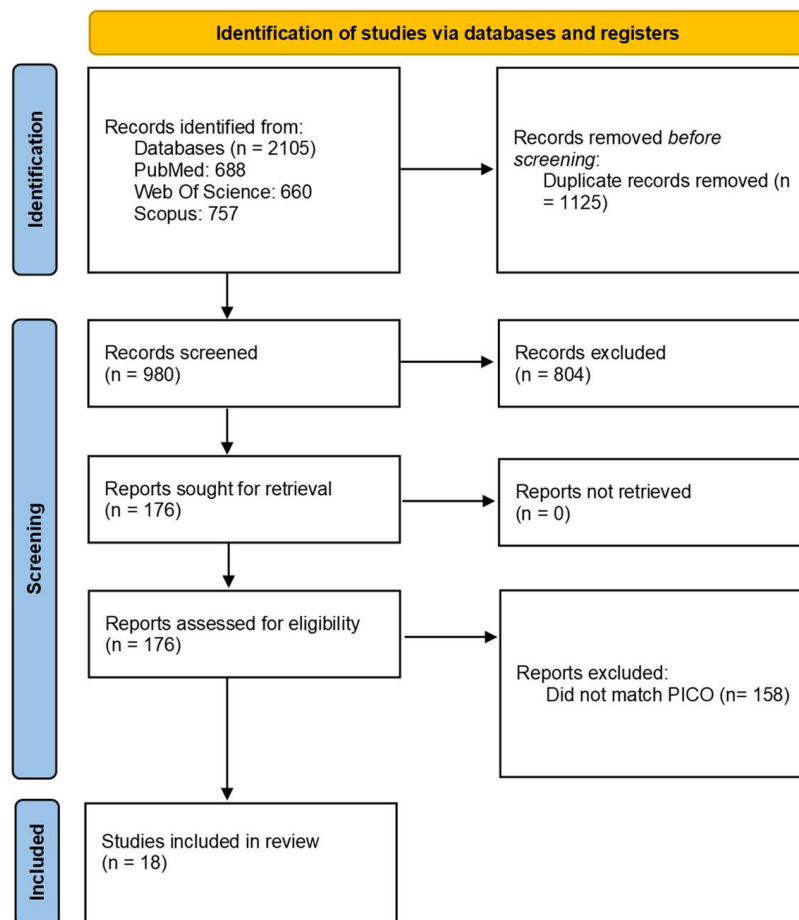 Identification of studies via databases and registers
Identification
Records identified from:
Databases (n = 2105)
PubMed: 688
Web Of Science: 660
Scopus: 757
Records removed before
screening:
Duplicate records removed (n
= 1125)
Screening
Records screened
(n = 980)
Records excluded
(n = 804)
Reports sought for retrieval
(n = 176)
Reports not retrieved
(n = 0)
Reports assessed for eligibility
(n = 176)
Reports excluded:
Did not match PICO (n= 158)
Included
Studies included in review
(n = 18)